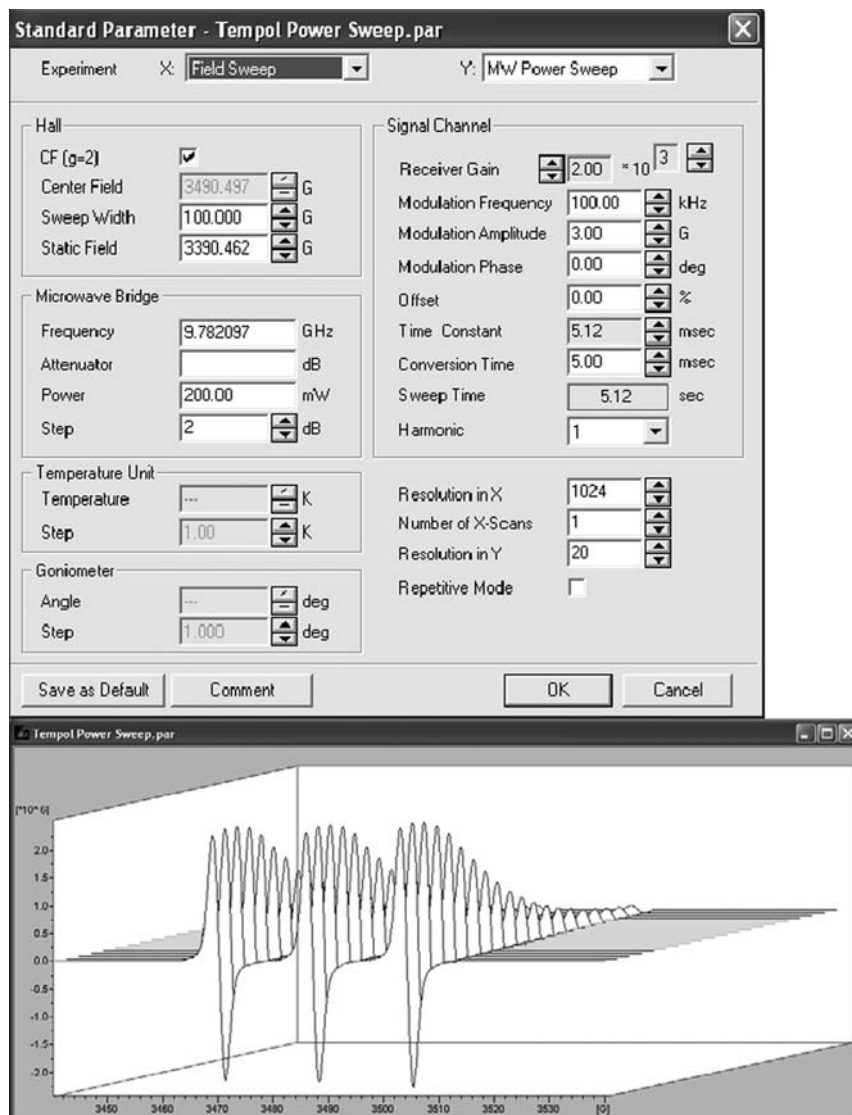 Standard Parameter - Tempol Power Sweep.par
Experiment X: Field Sweep Y: MW Power Sweep
Hall
CF (g=2)
Center Field 3490.497 G
Sweep Width 100.000 G
Static Field 3390.462 G
Microwave Bridge
Frequency 9.782097 GHz
Attenuator dB
Power 200.00 mW
Step 2 dB
Temperature Unit
Temperature --- K
Step 1.00 K
Goniometer
Angle --- deg
Step 1.000 deg
Signal Channel
Receiver Gain 2.00 * 10 3
Modulation Frequency 100.00 kHz
Modulation Amplitude 3.00 G
Modulation Phase 0.00 deg
Offset 0.00 %
Time Constant 5.12 msec
Conversion Time 5.00 msec
Sweep Time 5.12 sec
Harmonic 1
Resolution in X 1024
Number of X-Scans 1
Resolution in Y 20
Repetitive Mode
Save as Default Comment OK Cancel
Tempol Power Sweep.par
[*10^ 6]
2.0
1.5
1.0
0.5
0.0
-0.5
-1.0
-1.5
-2.0
3450 3460 3470 3480 3490 3500 3510 3520 3530 [G]